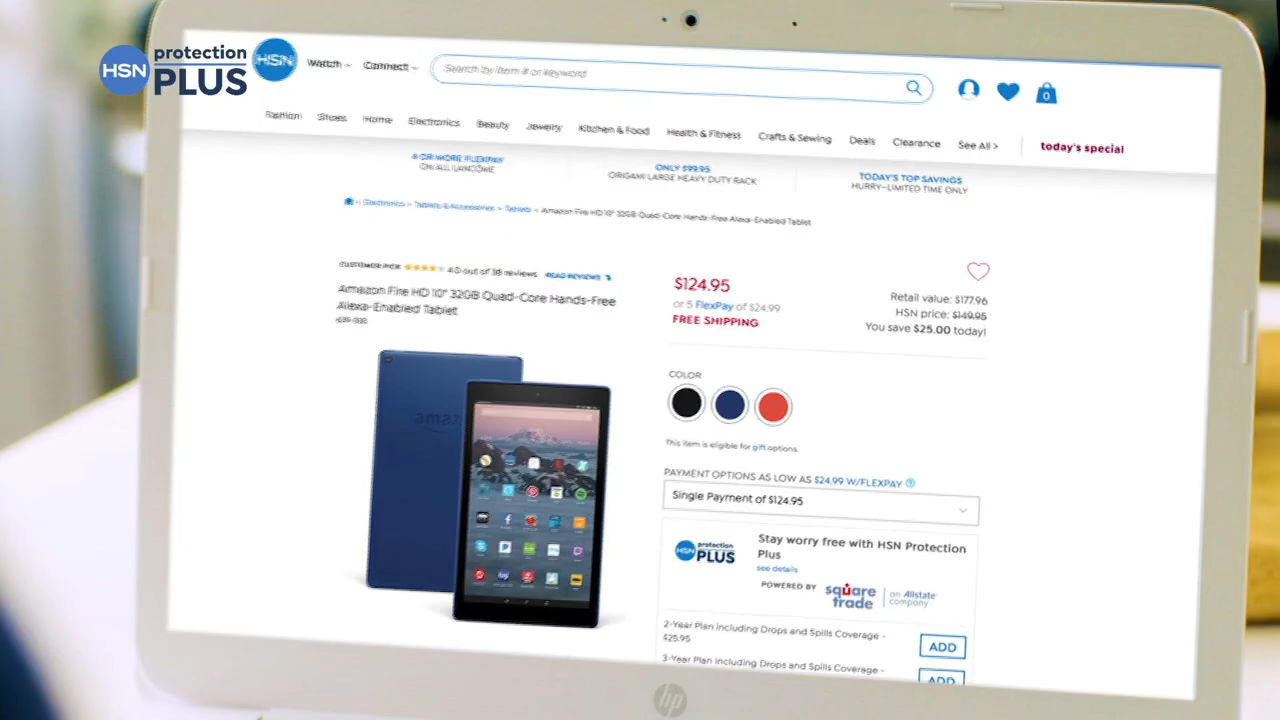 HSN protection
PLUS
HSN
Watch
Connect
Search by item # or keyword
0
Fashion Shoes Home Electronics Beauty Jewelry Kitchen & Food Health & Fitness Crafts & Sewing Deals Clearance See All > today's special
4 OR MORE FLEXPAY
ON ALL LANCOME
ONLY $99.95
ORIGAMI LARGE HEAVY DUTY RACK
TODAY'S TOP SAVINGS
HURRY–LIMITED TIME ONLY
> Electronics > Tablets & Accessories > Tablets > Amazon Fire HD 10" 32GB Quad-Core Hands-Free Alexa-Enabled Tablet
CUSTOMER PICK 4.0 out of 38 reviews READ REVIEWS
Amazon Fire HD 10" 32GB Quad-Core Hands-Free
Alexa-Enabled Tablet
$124.95
or 5 FlexPay of $24.99
FREE SHIPPING
Retail value: $177.96
HSN price: $149.95
You save $25.00 today!
COLOR
This item is eligible for gift options.
PAYMENT OPTIONS AS LOW AS $24.99 W/FLEXPAY ?
Single Payment of $124.95
HSN protection
PLUS
Stay worry free with HSN Protection
Plus
see details
POWERED BY square
trade
an Allstate
company
2-Year Plan including Drops and Spills Coverage -
$25.95
ADD
3-Year Plan including Drops and Spills Coverage -
ADD
amazon
hp